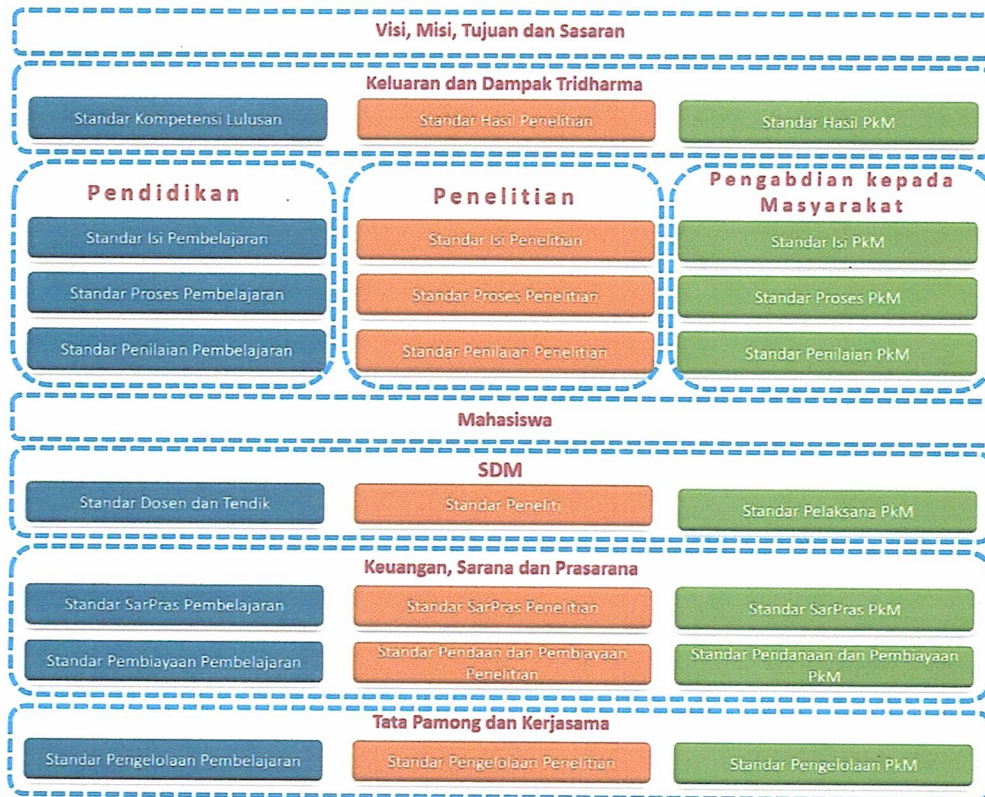 Visi, Misi, Tujuan dan Sasaran
Keluaran dan Dampak Tridharma
Standar Kompetensi Lulusan
Standar Hasil Penelitian
Standar Hasil PkM
Pendidikan
Standar Isi Pembelajaran
Standar Proses Pembelajaran
Standar Penilaian Pembelajaran
Penelitian
Standar Isi Penelitian
Standar Proses Penelitian
Standar Penilaian Penelitian
Pengabdian kepada
Masyarakat
Standar Isi PkM
Standar Proses PkM
Standar Penilaian PkM
Mahasiswa
SDM
Standar Dosen dan Tendik
Standar Peneliti
Standar Pelaksana PkM
Keuangan, Sarana dan Prasarana
Standar SarPras Pembelajaran
Standar SarPras Penelitian
Standar SarPras PkM
Standar Pembiayaan Pembelajaran
Standar Pendaan dan Pembiayaan
Penelitian
Standar Pendanaan dan Pembiayaan
PkM
Tata Pamong dan Kerjasama
Standar Pengelolaan Pembelajaran
Standar Pengelolaan Penelitian
Standar Pengelolaan PkM